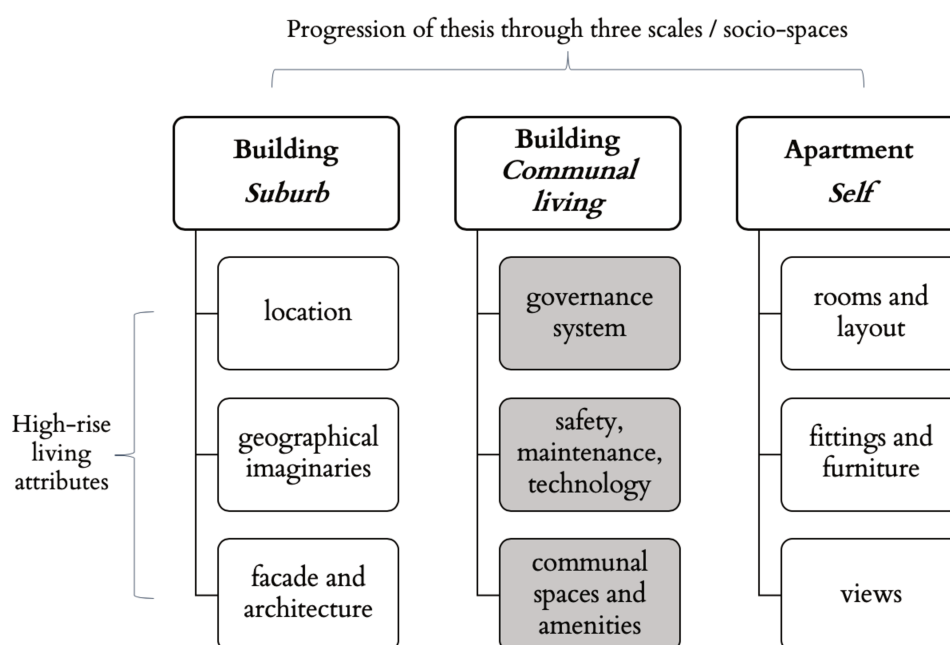 Progression of thesis through three scales / socio-spaces
Building
Suburb
Building
Communal
living
Apartment
Self
High-rise
living
attributes
location
geographical
imaginaries
facade and
architecture
governance
system
safety,
maintenance,
technology
communal
spaces and
amenities
rooms and
layout
fittings and
furniture
views